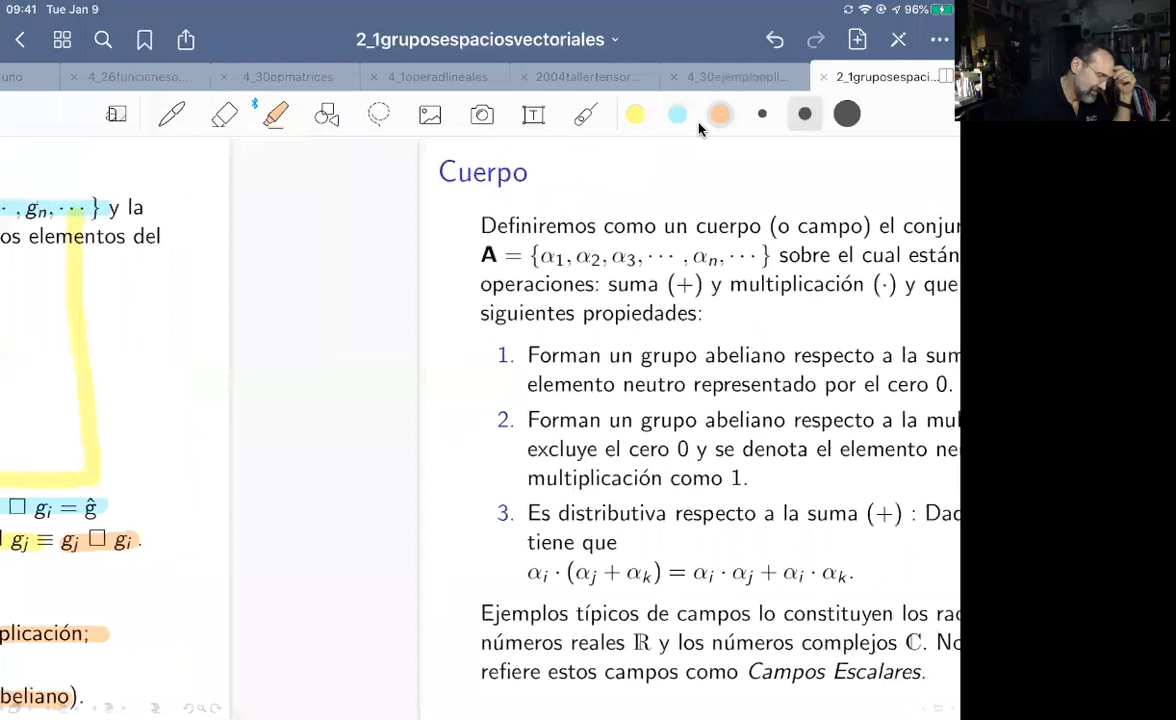 09:41 Tue Jan 9
96%
2_1gruposespaciosvectoriales
uno
4_26funcomeso...
4_30opmatrices
4_1operadlineales
2004tallertensor...
4_30ejemploopli...
2_1gruposespaci...
· , gₙ, ··· } y la
os elementos del
□ gᵢ = ĝ
gⱼ ≡ gⱼ □ gᵢ.
plicación;
beliano).
Cuerpo
Definiremos como un cuerpo (o campo) el conjun
A = {α₁, α₂, α₃, ··· , αₙ, ··· } sobre el cual están
operaciones: suma (+) y multiplicación (·) y que
siguientes propiedades:
1. Forman un grupo abeliano respecto a la sum
elemento neutro representado por el cero 0.
2. Forman un grupo abeliano respecto a la mul
excluye el cero 0 y se denota el elemento ne
multiplicación como 1.
3. Es distributiva respecto a la suma (+) : Dad
tiene que
αᵢ · (αⱼ + αₖ) = αᵢ · αⱼ + αᵢ · αₖ.
Ejemplos típicos de campos lo constituyen los rac
números reales ℝ y los números complejos ℂ. No
refiere estos campos como Campos Escalares.